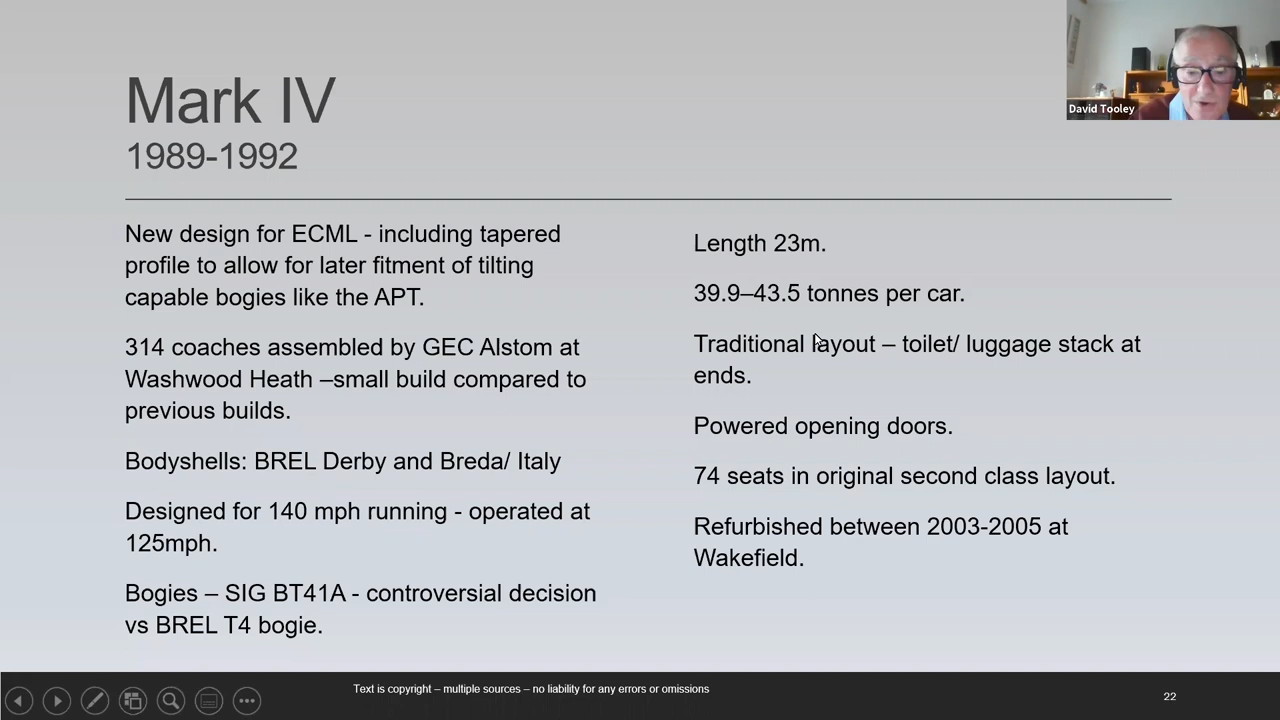 Mark IV
1989-1992
David Tooley
New design for ECML - including tapered
profile to allow for later fitment of tilting
capable bogies like the APT.
314 coaches assembled by GEC Alstom at
Washwood Heath –small build compared to
previous builds.
Bodyshells: BREL Derby and Breda/ Italy
Designed for 140 mph running - operated at
125mph.
Bogies – SIG BT41A - controversial decision
vs BREL T4 bogie.
Length 23m.
39.9–43.5 tonnes per car.
Traditional layout – toilet/ luggage stack at
ends.
Powered opening doors.
74 seats in original second class layout.
Refurbished between 2003-2005 at
Wakefield.
Text is copyright – multiple sources – no liability for any errors or omissions
22